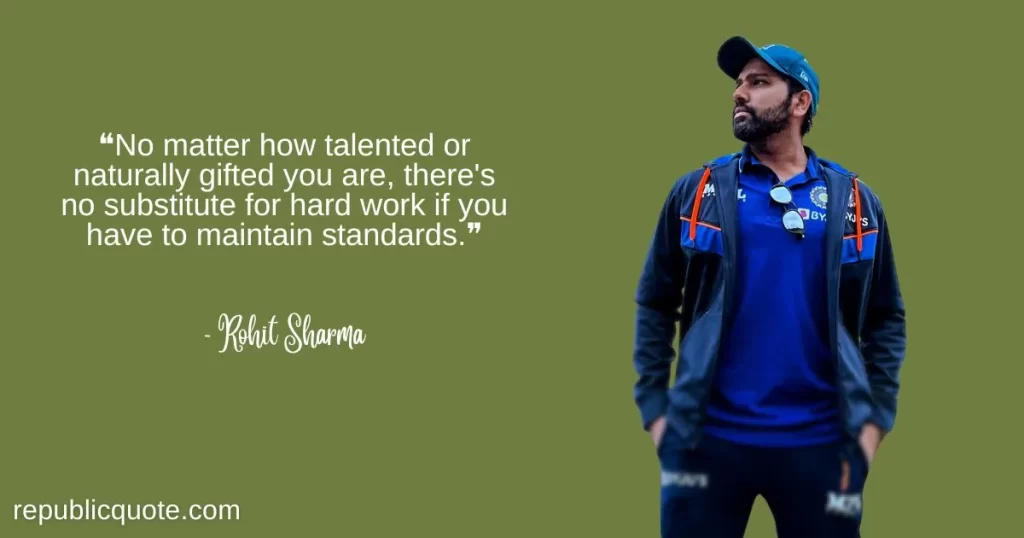 ❝No matter how talented or
naturally gifted you are, there's
no substitute for hard work if you
have to maintain standards.❞
- Rohit Sharma
republicquote.com